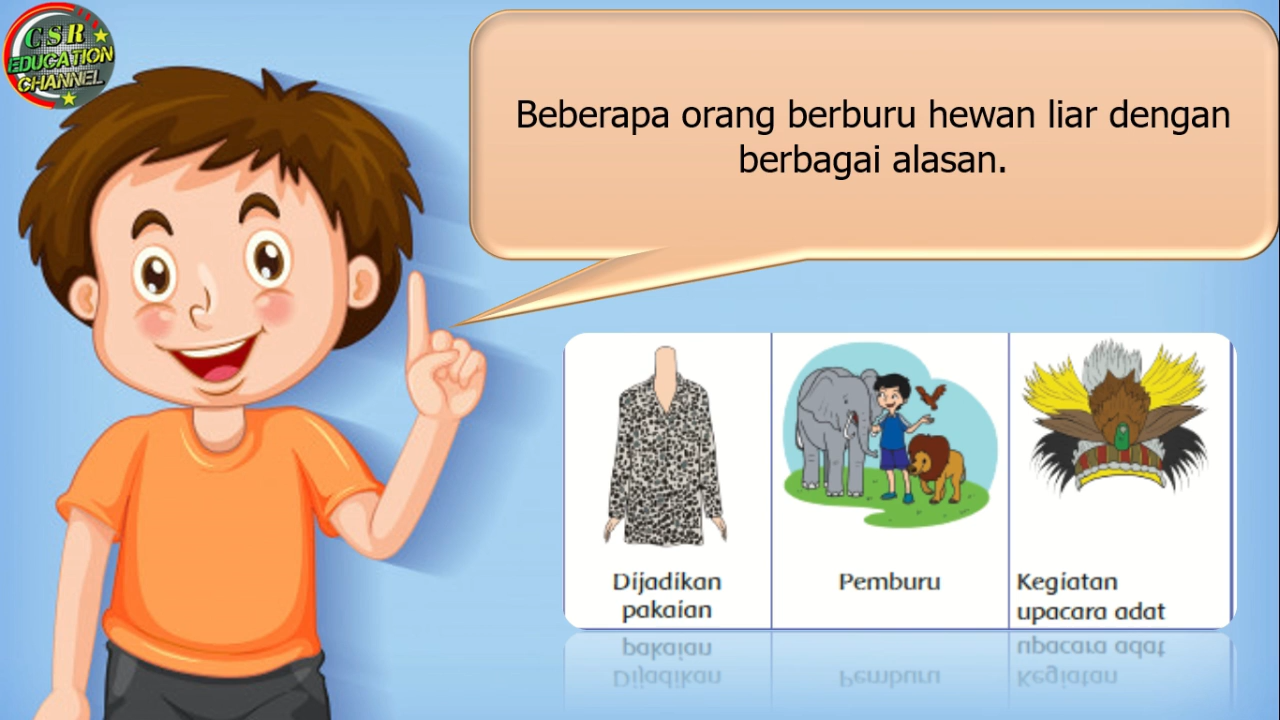 CSR
EDUCATION
CHANNEL
Beberapa orang berburu hewan liar dengan
berbagai alasan.
Dijadikan
pakaian
Pemburu
Kegiatan
upacara adat